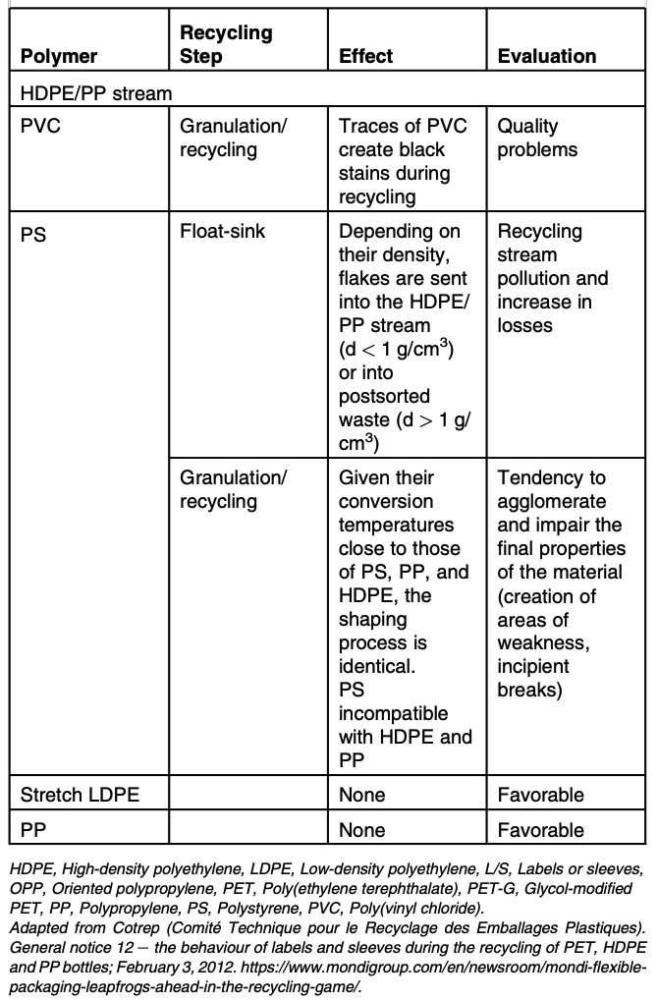 Polymer
Recycling
Step
Effect
Evaluation
HDPE/PP stream
PVC
Granulation/
recycling
Traces of PVC
create black
stains during
recycling
Quality
problems
PS
Float-sink
Depending on
their density,
flakes are sent
into the HDPE/
PP stream
(d < 1 g/cm³)
or into
postsorted
waste (d > 1 g/
cm³)
Recycling
stream
pollution and
increase in
losses
Granulation/
recycling
Given their
conversion
temperatures
close to those
of PS, PP, and
HDPE, the
shaping
process is
identical.
PS
incompatible
with HDPE and
PP
Tendency to
agglomerate
and impair the
final properties
of the material
(creation of
areas of
weakness,
incipient
breaks)
Stretch LDPE
None
Favorable
PP
None
Favorable
HDPE, High-density polyethylene, LDPE, Low-density polyethylene, L/S, Labels or sleeves,
OPP, Oriented polypropylene, PET, Poly(ethylene terephthalate), PET-G, Glycol-modified
PET, PP, Polypropylene, PS, Polystyrene, PVC, Poly(vinyl chloride).
Adapted from Cotrep (Comité Technique pour le Recyclage des Emballages Plastiques).
General notice 12 – the behaviour of labels and sleeves during the recycling of PET, HDPE
and PP bottles; February 3, 2012. https://www.mondigroup.com/en/newsroom/mondi-flexible-
packaging-leapfrogs-ahead-in-the-recycling-game/.